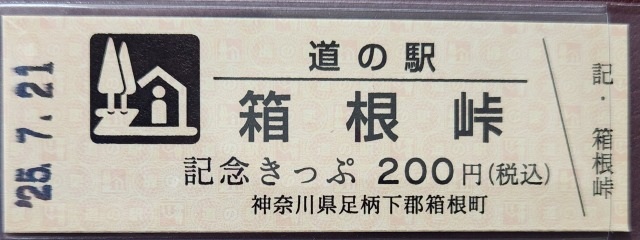 '25.7.21
道の駅
箱根峠
記念きっぷ 200円(税込)
神奈川県足柄下郡箱根町
記・箱根峠